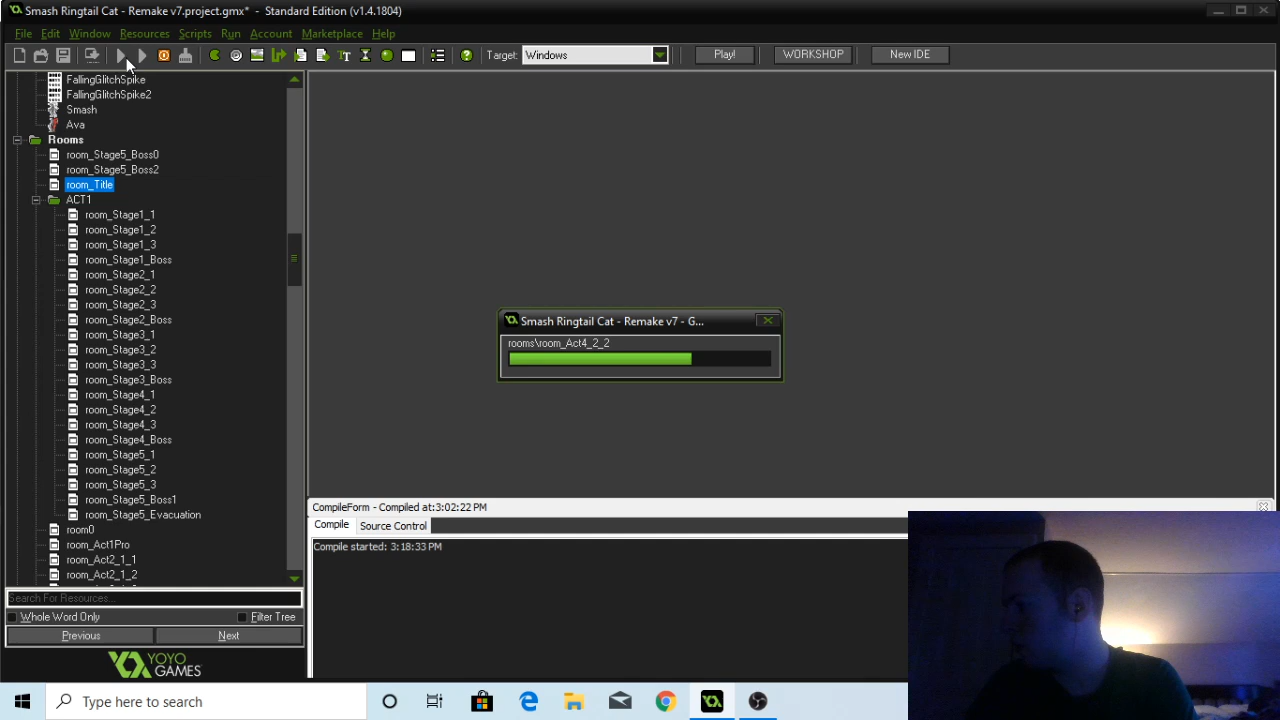 Smash Ringtail Cat - Remake v7.project.gmx* - Standard Edition (v1.4.1804)
File Edit Window Resources Scripts Run Account Marketplace Help
Target: Windows Play! WORKSHOP New IDE
FallingGlitchSpike
FallingGlitchSpike2
Smash
Ava
Rooms
room_Stage5_Boss0
room_Stage5_Boss2
room_Title
ACT1
room_Stage1_1
room_Stage1_2
room_Stage1_3
room_Stage1_Boss
room_Stage2_1
room_Stage2_2
room_Stage2_3
room_Stage2_Boss
room_Stage3_1
room_Stage3_2
room_Stage3_3
room_Stage3_Boss
room_Stage4_1
room_Stage4_2
room_Stage4_3
room_Stage4_Boss
room_Stage5_1
room_Stage5_2
room_Stage5_3
room_Stage5_Boss1
room_Stage5_Evacuation
room0
room_Act1Pro
room_Act2_1_1
room_Act2_1_2
Search For Resources...
Whole Word Only Filter Tree
Previous Next
YOYO
GAMES
Smash Ringtail Cat - Remake v7 - G...
rooms\room_Act4_2_2
CompileForm - Compiled at:3:02:22 PM
Compile Source Control
Compile started: 3:18:33 PM
Type here to search